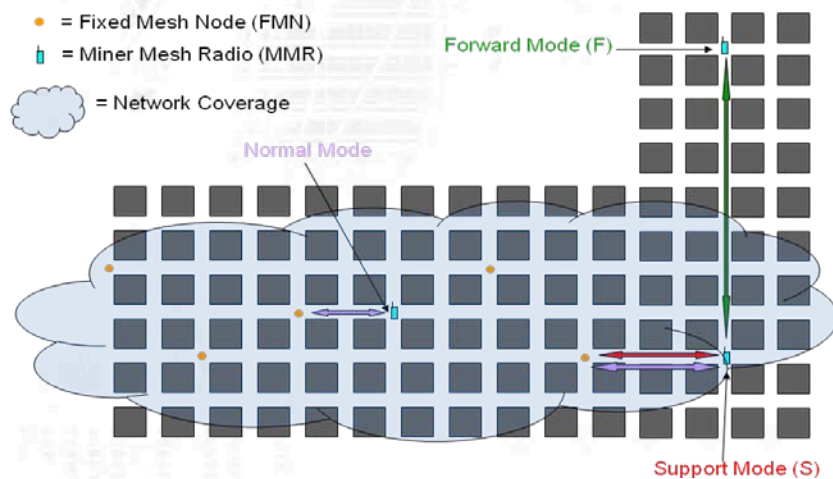 = Fixed Mesh Node (FMN)
= Miner Mesh Radio (MMR)
= Network Coverage
Forward Mode (F)
Normal Mode
Support Mode (S)